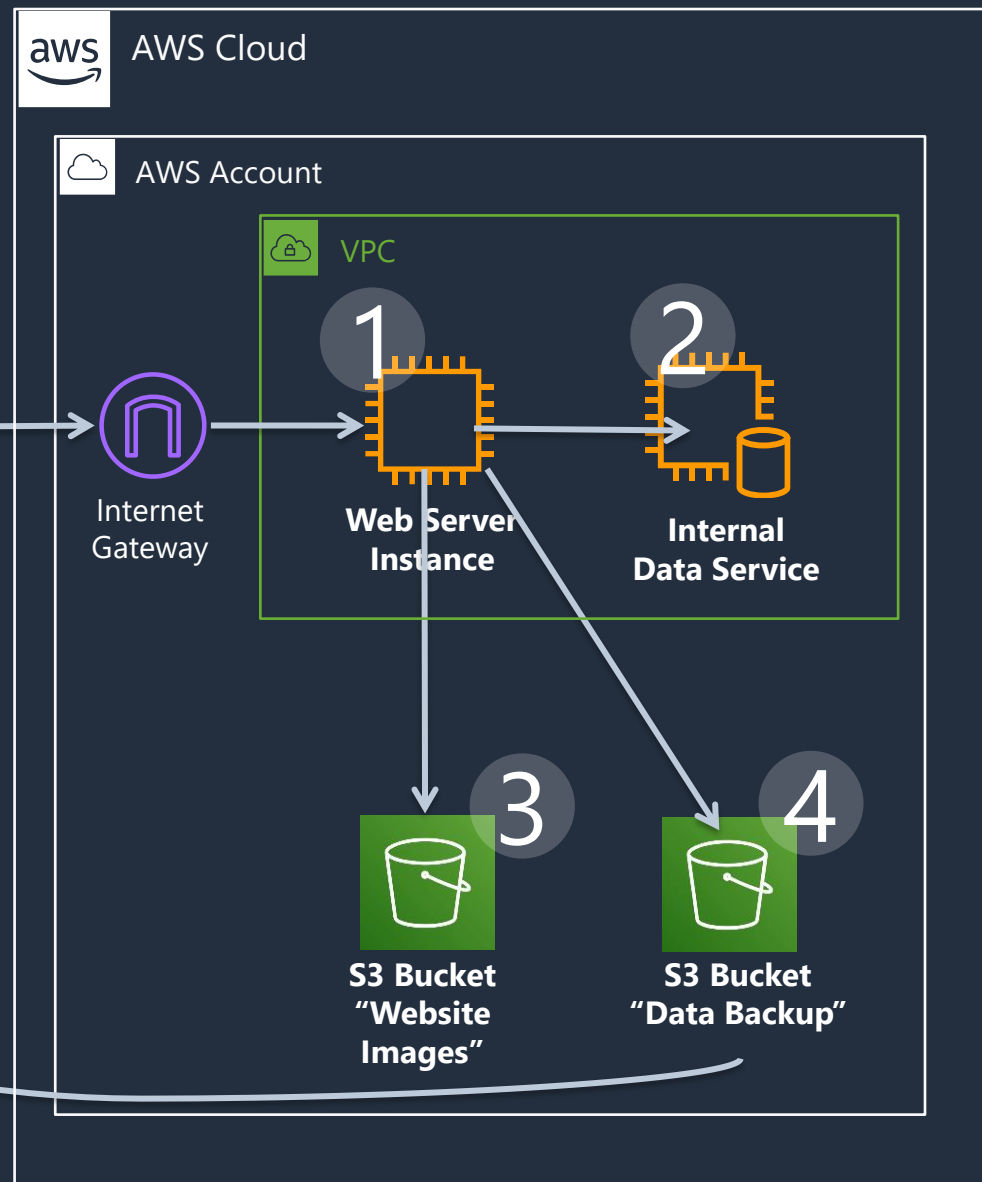 aws
AWS Cloud
AWS Account
VPC
1
2
Internet
Gateway
Web Server
Instance
Internal
Data Service
3
4
S3 Bucket
“Website
Images”
S3 Bucket
“Data Backup”